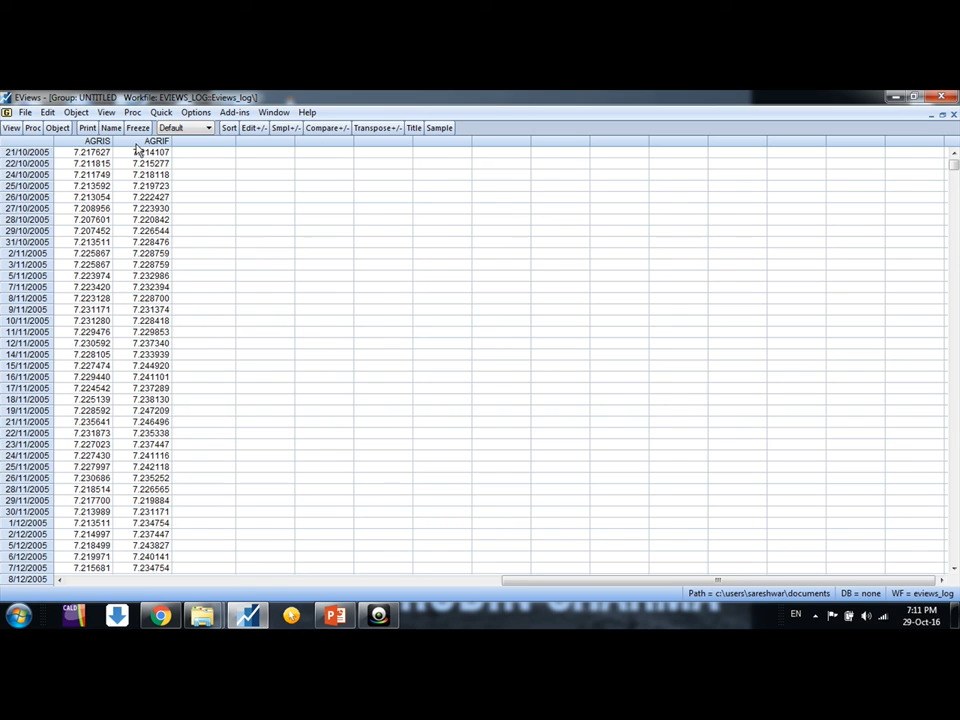 EViews - [Group: UNTITLED Workfile: EVIEWS_LOG::Eviews_log\]
File Edit Object View Proc Quick Options Add-ins Window Help
View Proc Object Print Name Freeze Default Sort Edit+/- Smpl+/- Compare+/- Transpose+/- Title Sample
AGRIS AGRIF
21/10/2005 7.217627 7.214107
22/10/2005 7.211815 7.215277
24/10/2005 7.211749 7.218118
25/10/2005 7.213592 7.219723
26/10/2005 7.213054 7.222427
27/10/2005 7.208956 7.223930
28/10/2005 7.207601 7.220842
29/10/2005 7.207452 7.226544
31/10/2005 7.213511 7.228476
2/11/2005 7.225867 7.228759
3/11/2005 7.225867 7.228759
5/11/2005 7.223974 7.232986
7/11/2005 7.223420 7.232394
8/11/2005 7.223128 7.228700
9/11/2005 7.231171 7.231374
10/11/2005 7.231280 7.228418
11/11/2005 7.229476 7.229853
12/11/2005 7.230592 7.237340
14/11/2005 7.228105 7.233939
15/11/2005 7.227474 7.244920
16/11/2005 7.229440 7.241101
17/11/2005 7.224542 7.237289
18/11/2005 7.225139 7.238130
19/11/2005 7.228592 7.247209
21/11/2005 7.235641 7.246496
22/11/2005 7.231873 7.235338
23/11/2005 7.227023 7.237447
24/11/2005 7.227430 7.241116
25/11/2005 7.227997 7.242118
26/11/2005 7.230686 7.235252
28/11/2005 7.218514 7.226565
29/11/2005 7.217700 7.219884
30/11/2005 7.213989 7.231171
1/12/2005 7.213511 7.234754
2/12/2005 7.214997 7.237447
5/12/2005 7.218499 7.243827
6/12/2005 7.219971 7.240141
7/12/2005 7.215681 7.234754
8/12/2005
Path = c:\users\sareshwar\documents DB = none WF = eviews_log
CALD
EN 7:11 PM
29-Oct-16